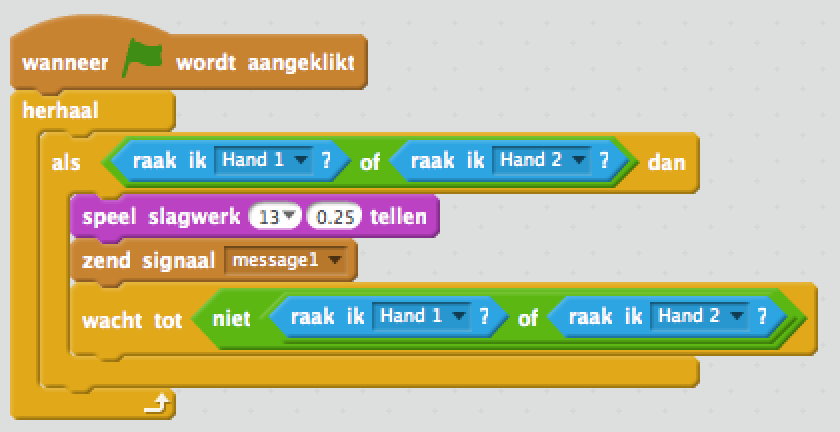 wanneer wordt aangeklikt
herhaal
als raak ik Hand 1 ? of raak ik Hand 2 ? dan
speel slagwerk 13 0.25 tellen
zend signaal message1
wacht tot niet raak ik Hand 1 ? of raak ik Hand 2 ?